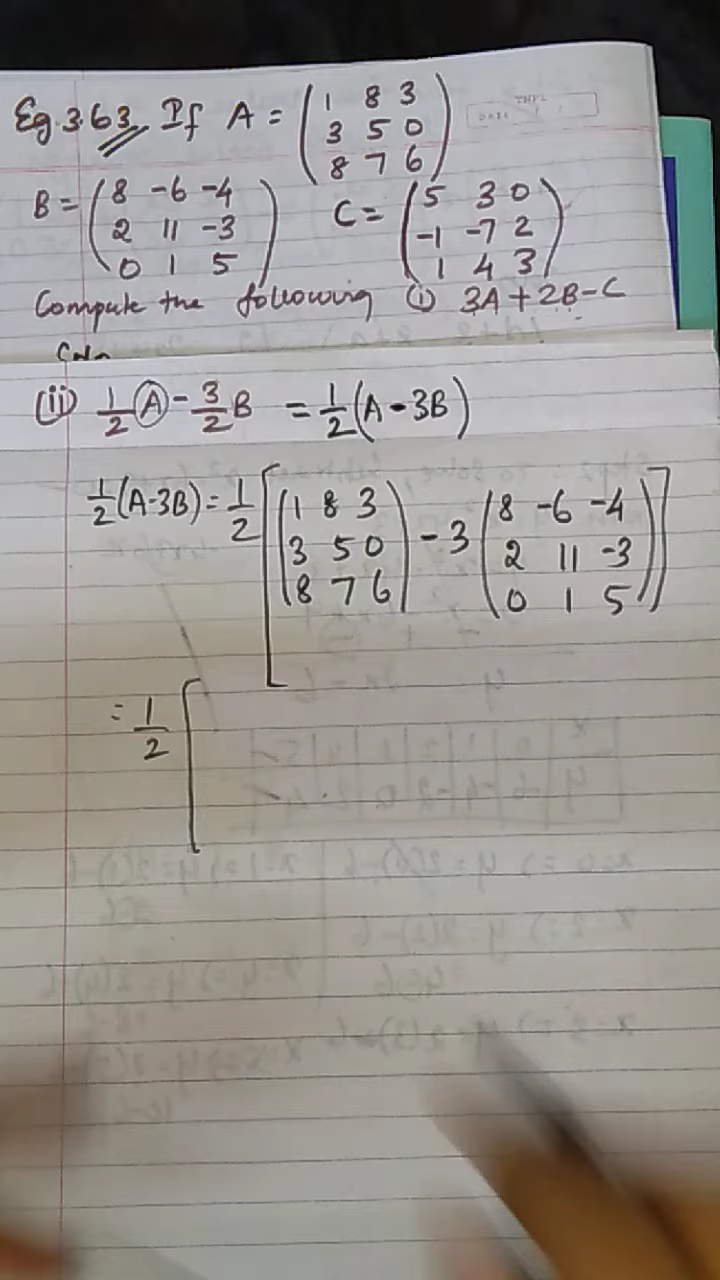 Eg.3.63 If A = (1 8 3
3 5 0
8 7 6)
DATE
B = (8 -6 -4
2 11 -3
0 1 5) C = (5 3 0
-1 -7 2
1 4 3)
Compute the following (i) 3A + 2B - C
(ii) 1/2 A - 3/2 B = 1/2 (A - 3B)
1/2 (A-3B) = 1/2 [(1 8 3
3 5 0
8 7 6) - 3 (8 -6 -4
2 11 -3
0 1 5)]
= 1/2 [